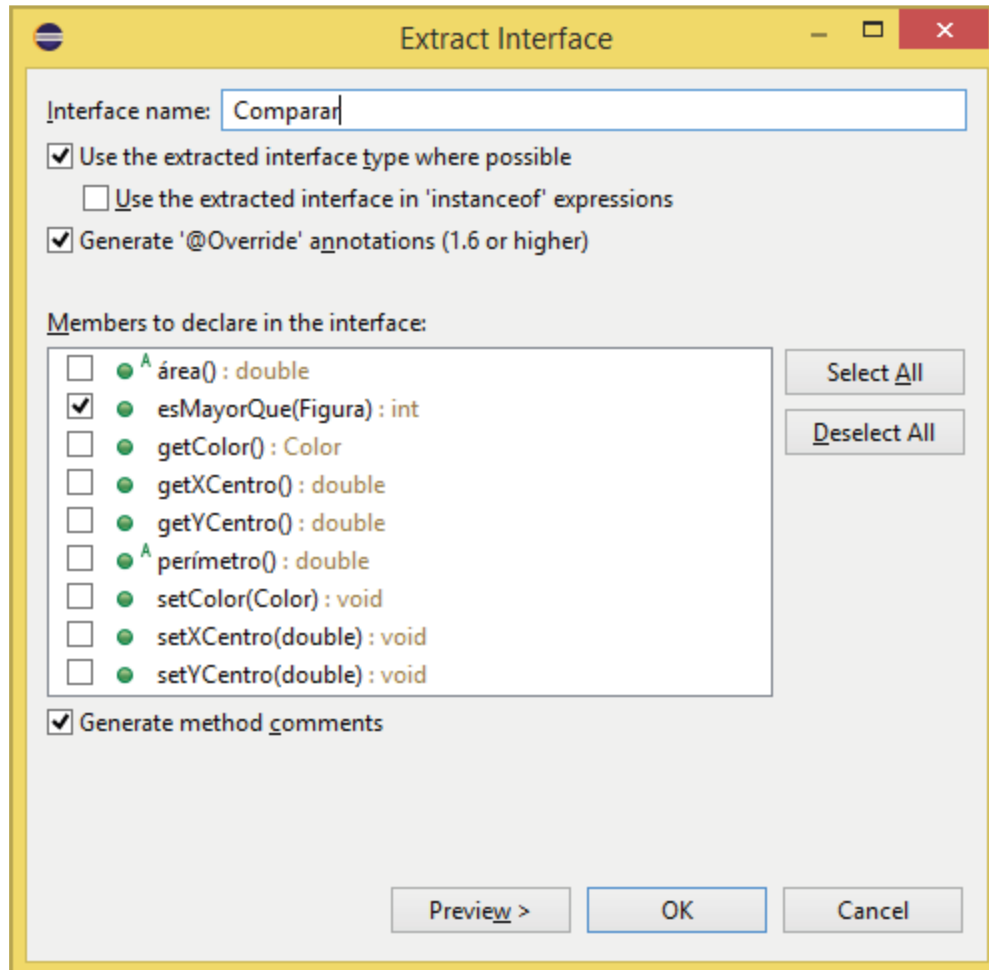 Extract Interface
Interface name: Comparar
Use the extracted interface type where possible
Use the extracted interface in 'instanceof' expressions
Generate '@Override' annotations (1.6 or higher)
Members to declare in the interface:
A área() : double
esMayorQue(Figura) : int
getColor() : Color
getXCentro() : double
getYCentro() : double
A perímetro() : double
setColor(Color) : void
setXCentro(double) : void
setYCentro(double) : void
Select All
Deselect All
Generate method comments
Preview > OK Cancel